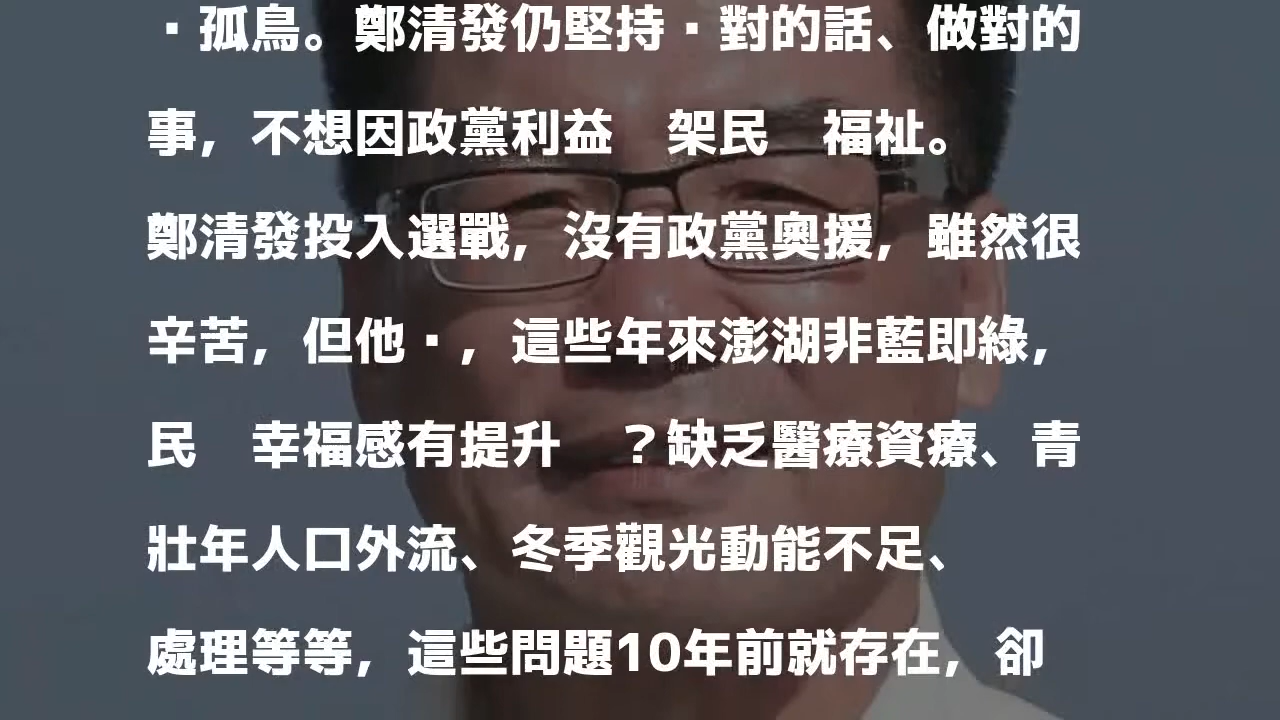 ▪孤鳥。鄭清發仍堅持▪對的話、做對的
事，不想因政黨利益　架民　福祉。
鄭清發投入選戰，沒有政黨奧援，雖然很
辛苦，但他▪，這些年來澎湖非藍即綠，
民　幸福感有提升　？缺乏醫療資療、青
壯年人口外流、冬季觀光動能不足、
處理等等，這些問題10年前就存在，卻